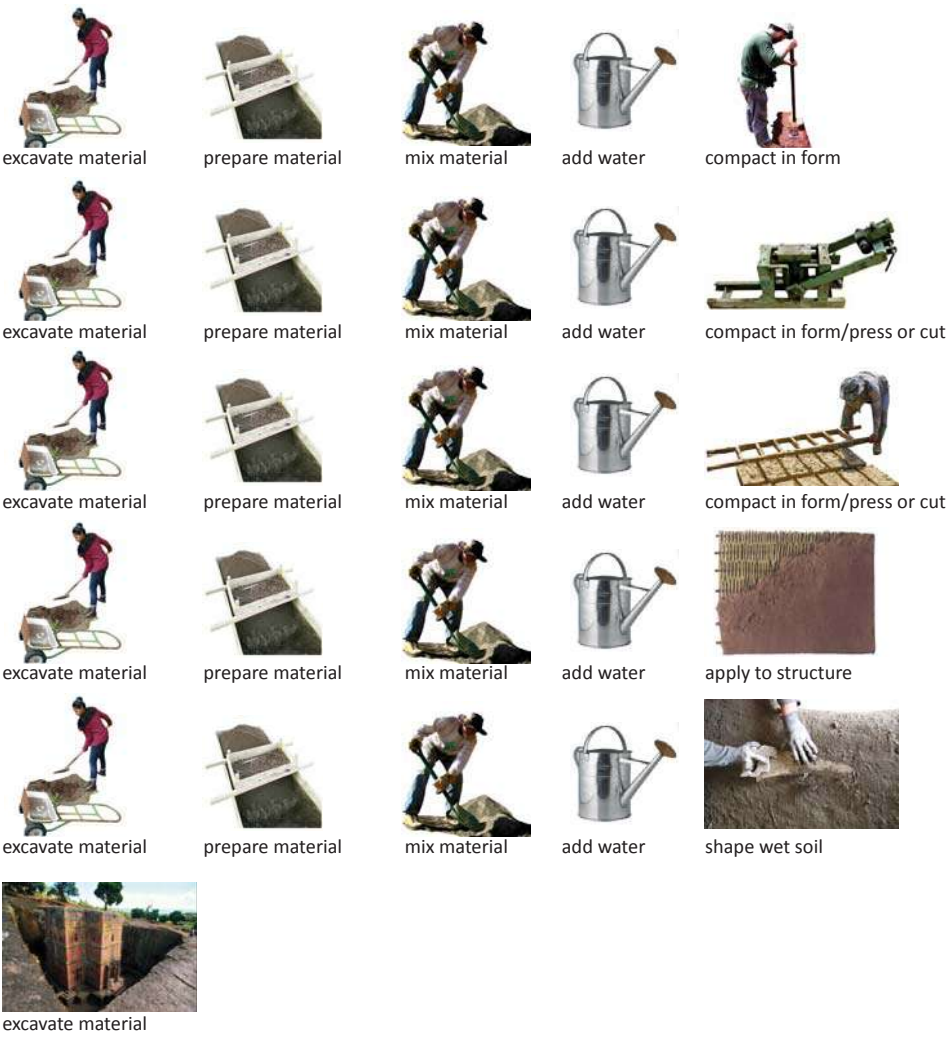 excavate material prepare material mix material add water compact in form
excavate material prepare material mix material add water compact in form/press or cut
excavate material prepare material mix material add water compact in form/press or cut
excavate material prepare material mix material add water apply to structure
excavate material prepare material mix material add water shape wet soil
excavate material